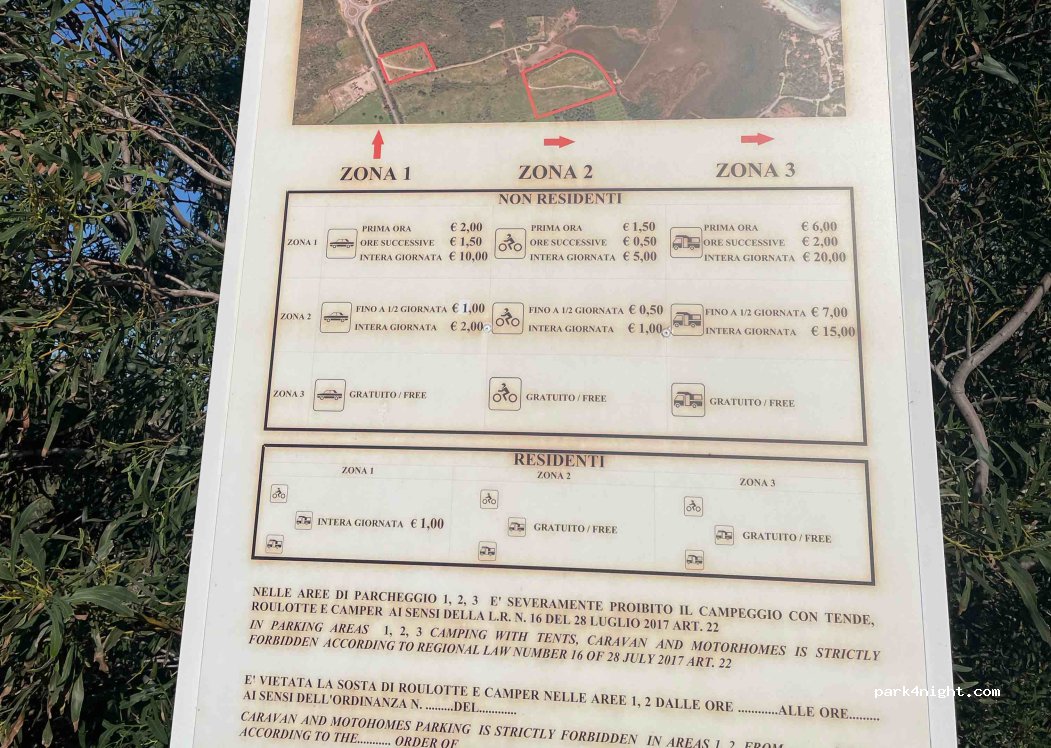 ZONA 1 ZONA 2 ZONA 3
NON RESIDENTI
ZONA 1 PRIMA ORA € 2,00 PRIMA ORA € 1,50 PRIMA ORA € 6,00
ORE SUCCESSIVE € 1,50 ORE SUCCESSIVE € 0,50 ORE SUCCESSIVE € 2,00
INTERA GIORNATA € 10,00 INTERA GIORNATA € 5,00 INTERA GIORNATA € 20,00
ZONA 2 FINO A 1/2 GIORNATA € 1,00 FINO A 1/2 GIORNATA € 0,50 FINO A 1/2 GIORNATA € 7,00
INTERA GIORNATA € 2,00 INTERA GIORNATA € 1,00 INTERA GIORNATA € 15,00
ZONA 3 GRATUITO / FREE GRATUITO / FREE GRATUITO / FREE
RESIDENTI
ZONA 1 ZONA 2 ZONA 3
INTERA GIORNATA € 1,00 GRATUITO / FREE GRATUITO / FREE
NELLE AREE DI PARCHEGGIO 1, 2, 3 E' SEVERAMENTE PROIBITO IL CAMPEGGIO CON TENDE,
ROULOTTE E CAMPER AI SENSI DELLA L.R. N. 16 DEL 28 LUGLIO 2017 ART. 22
IN PARKING AREAS 1, 2, 3 CAMPING WITH TENTS, CARAVAN AND MOTORHOMES IS STRICTLY
FORBIDDEN ACCORDING TO REGIONAL LAW NUMBER 16 OF 28 JULY 2017 ART. 22
E' VIETATA LA SOSTA DI ROULOTTE E CAMPER NELLE AREE 1, 2 DALLE ORE ............ALLE ORE.........
AI SENSI DELL'ORDINANZA N. ........DEL............
CARAVAN AND MOTOHOMES PARKING IS STRICTLY FORBIDDEN IN AREAS 1, 2 FROM
ACCORDING TO THE........... ORDER OF
park4night.com